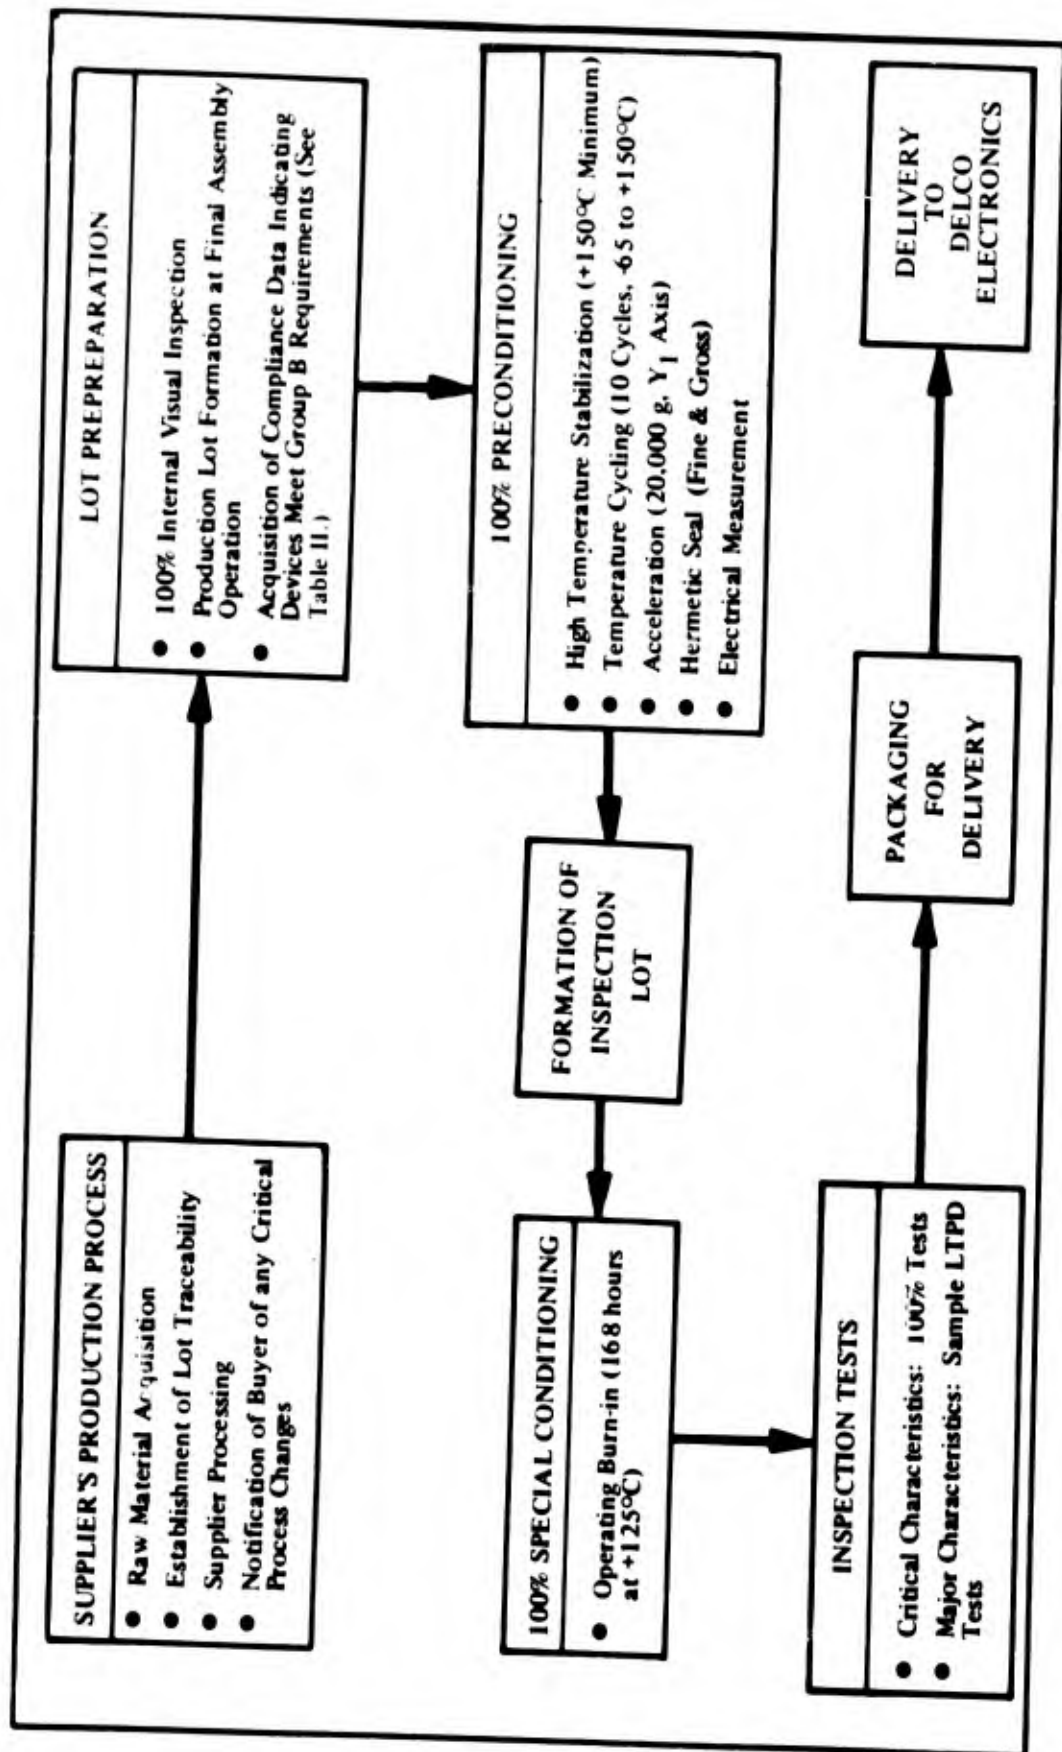 SUPPLIER'S PRODUCTION PROCESS
● Raw Material Acquisition
● Establishment of Lot Traceability
● Supplier Processing
● Notification of Buyer of any Critical
Process Changes
LOT PREPARATION
● 100% Internal Visual Inspection
● Production Lot Formation at Final Assembly
Operation
● Acquisition of Compliance Data Indicating
Devices Meet Group B Requirements (See
Table II.)
100% PRECONDITIONING
● High Temperature Stabilization (+150°C Minimum)
● Temperature Cycling (10 Cycles, -65 to +150°C)
● Acceleration (20,000 g, Y1 Axis)
● Hermetic Seal (Fine & Gross)
● Electrical Measurement
FORMATION OF
INSPECTION
LOT
100% SPECIAL CONDITIONING
● Operating Burn-in (168 hours
at +125°C)
INSPECTION TESTS
● Critical Characteristics: 100% Tests
● Major Characteristics: Sample LTPD
Tests
PACKAGING
FOR
DELIVERY
DELIVERY
TO
DELCO
ELECTRONICS